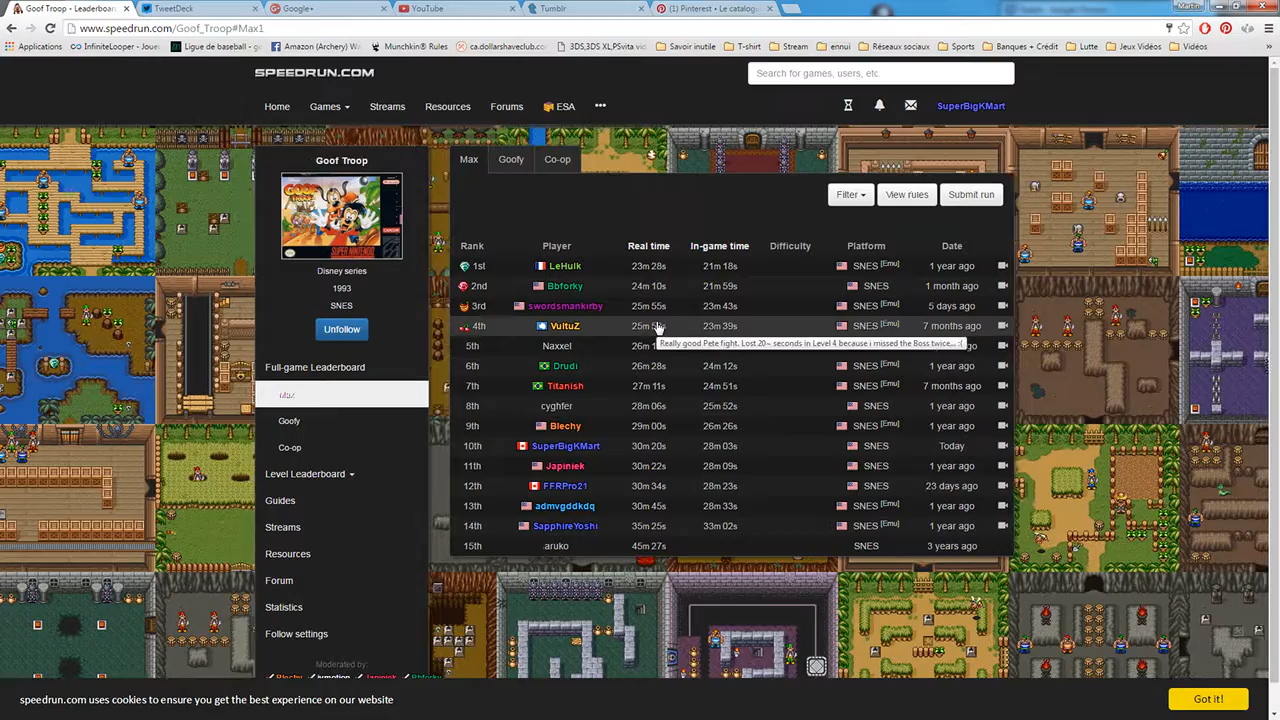 Goof Troop - Leaderboa
TweetDeck
Google+
YouTube
Tumblr
(1) Pinterest • Le catalog
Martin
www.speedrun.com/Goof_Troop#Max1
Applications
InfiniteLooper - Joue
Ligue de baseball -
Amazon (Archery) Wa
Munchkin® Rules
ca.dollarshaveclub.co
3DS,3DS XL,PSvita vid
Savoir inutile
T-shirt
Stream
ennui
Réseaux sociaux
Sports
Banques + Crédit
Lutte
Jeux Vidéos
Vidéos
SPEEDRUN.COM
Search for games, users, etc.
Home
Games
Streams
Resources
Forums
ESA
SuperBigKMart
Goof Troop
GOOF TROOP
SUPER NINTENDO
Disney series
1993
SNES
Unfollow
Full-game Leaderboard
Max
Goofy
Co-op
Level Leaderboard
Guides
Streams
Resources
Forum
Statistics
Follow settings
Moderated by:
Max Goofy Co-op
Filter View rules Submit run
Rank Player Real time In-game time Difficulty Platform Date
1st LeHulk 23m 28s 21m 18s SNES [Emu] 1 year ago
2nd Bbforky 24m 10s 21m 59s SNES 1 month ago
3rd swordsmankirby 25m 55s 23m 43s SNES [Emu] 5 days ago
4th VultuZ 25m 23m 39s SNES [Emu] 7 months ago
Really good Pete fight. Lost 20~ seconds in Level 4 because i missed the Boss twice... :(
5th Naxxel 26m ago
6th Drudi 26m 28s 24m 12s SNES [Emu] 1 year ago
7th Titanish 27m 11s 24m 51s SNES [Emu] 7 months ago
8th cyghfer 28m 06s 25m 52s SNES 1 year ago
9th Blechy 29m 00s 26m 26s SNES [Emu] 1 year ago
10th SuperBigKMart 30m 20s 28m 03s SNES Today
11th Japiniek 30m 22s 28m 09s SNES 1 year ago
12th FFRPro21 30m 34s 28m 23s SNES 23 days ago
13th admvgddkdq 30m 45s 28m 33s SNES [Emu] 1 year ago
14th SapphireYoshi 35m 25s 33m 02s SNES [Emu] 1 year ago
15th aruko 45m 27s SNES 3 years ago
speedrun.com uses cookies to ensure you get the best experience on our website
Got it!